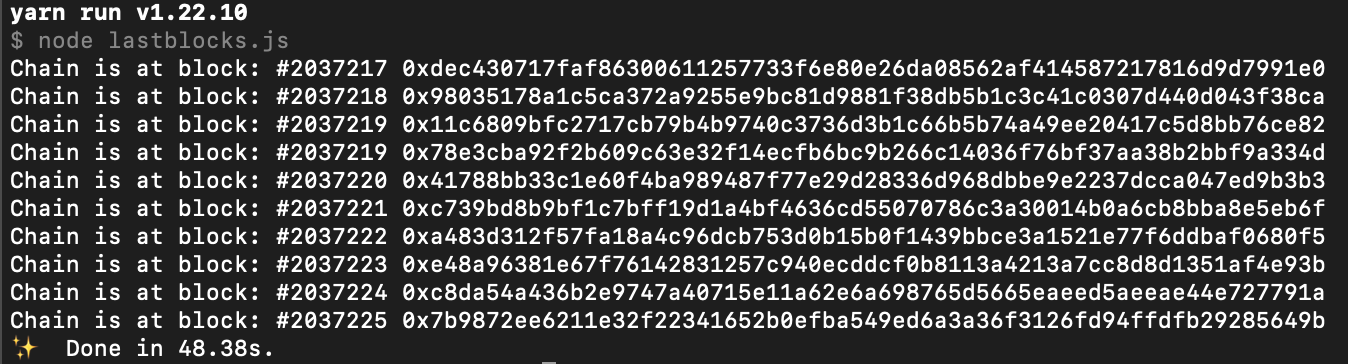 yarn run v1.22.10
$ node lastblocks.js
Chain is at block: #2037217 0xdec430717faf86300611257733f6e80e26da08562af414587217816d9d7991e0
Chain is at block: #2037218 0x98035178a1c5ca372a9255e9bc81d9881f38db5b1c3c41c0307d440d043f38ca
Chain is at block: #2037219 0x11c6809bfc2717cb79b4b9740c3736d3b1c66b5b74a49ee20417c5d8bb76ce82
Chain is at block: #2037219 0x78e3cba92f2b609c63e32f14ecfb6bc9b266c14036f76bf37aa38b2bbf9a334d
Chain is at block: #2037220 0x41788bb33c1e60f4ba989487f77e29d28336d968dbbe9e2237dcca047ed9b3b3
Chain is at block: #2037221 0xc739bd8b9bf1c7bff19d1a4bf4636cd55070786c3a30014b0a6cb8bba8e5eb6f
Chain is at block: #2037222 0xa483d312f57fa18a4c96dcb753d0b15b0f1439bbce3a1521e77f6ddbaf0680f5
Chain is at block: #2037223 0xe48a96381e67f76142831257c940ecddcf0b8113a4213a7cc8d8d1351af4e93b
Chain is at block: #2037224 0xc8da54a436b2e9747a40715e11a62e6a698765d5665eaeed5aeeae44e727791a
Chain is at block: #2037225 0x7b9872ee6211e32f22341652b0efba549ed6a3a36f3126fd94ffdfb29285649b
✨ Done in 48.38s.